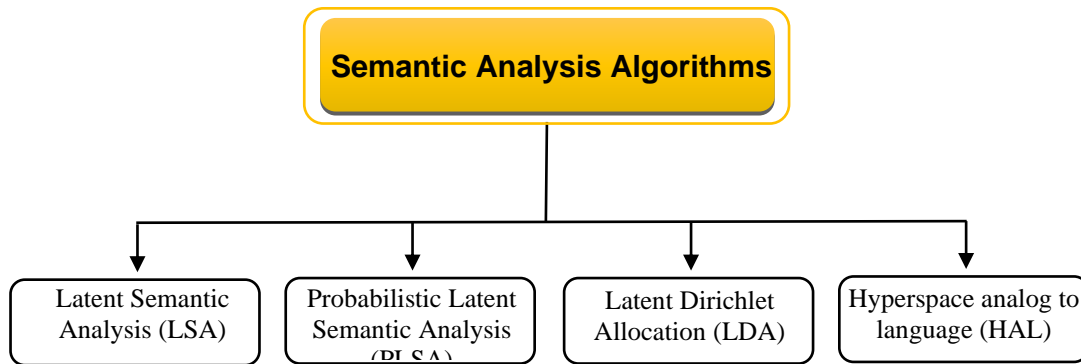 Semantic Analysis Algorithms
Latent Semantic
Analysis (LSA)
Probabilistic Latent
Semantic Analysis
(PLSA)
Latent Dirichlet
Allocation (LDA)
Hyperspace analog to
language (HAL)